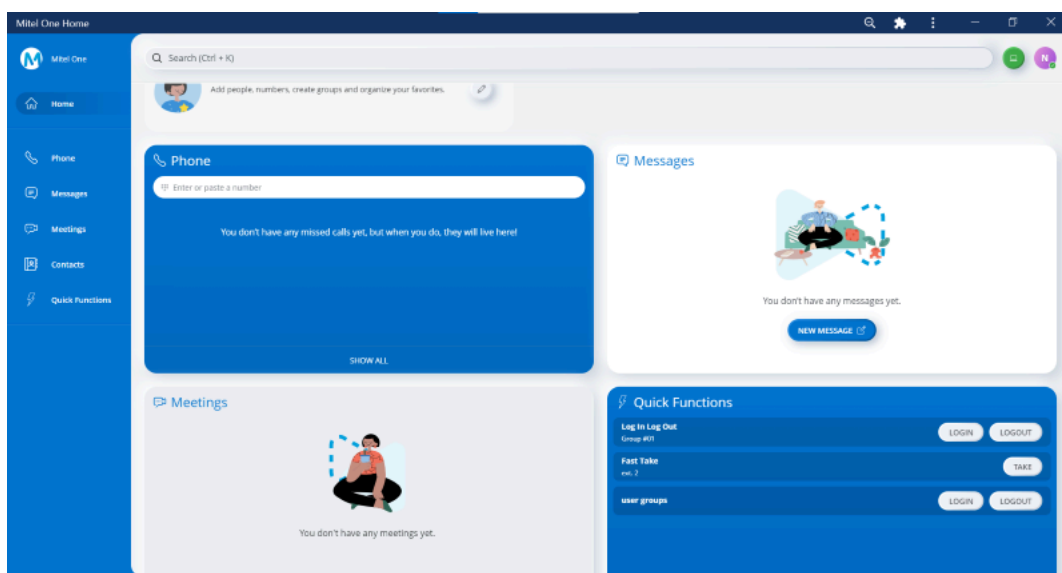 Mitel One Home
Mitel One
Search (Ctrl + K)
N
Home
Add people, numbers, create groups and organize your favorites.
Phone
Messages
Meetings
Contacts
Quick Functions
Phone
Enter or paste a number
You don't have any missed calls yet, but when you do, they will live here!
SHOW ALL
Messages
You don't have any messages yet.
NEW MESSAGE
Meetings
You don't have any meetings yet.
Quick Functions
Log In Log Out
Group #01
LOGIN LOGOUT
Fast Take
ext. 2
TAKE
user groups
LOGIN LOGOUT